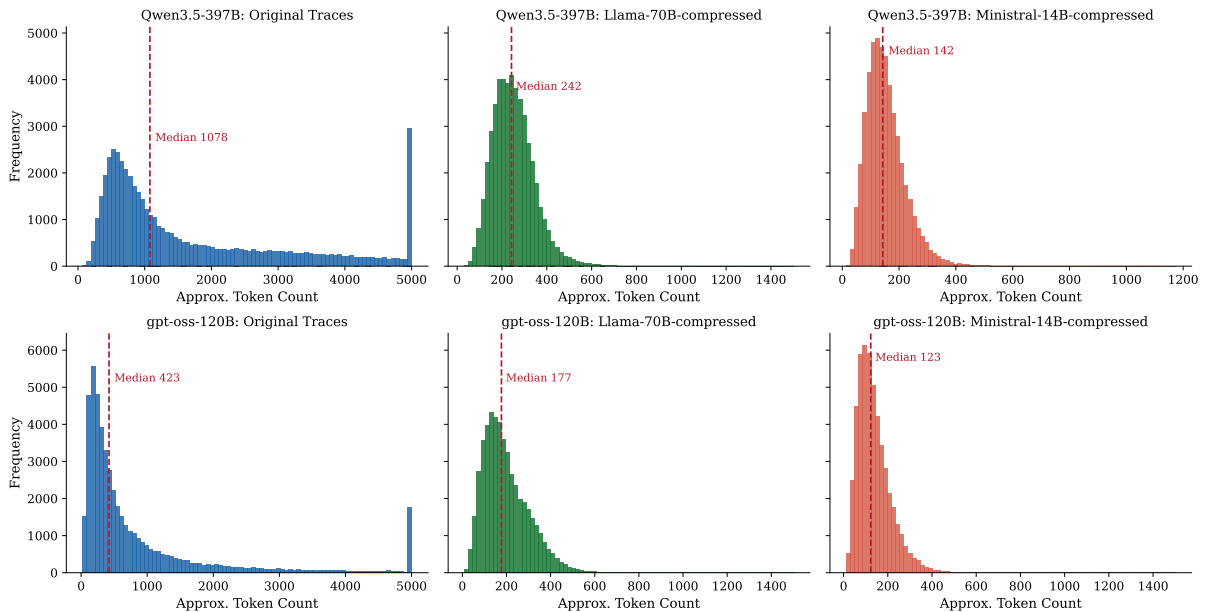 Qwen3.5-397B: Original Traces
Qwen3.5-397B: Llama-70B-compressed
Qwen3.5-397B: Ministral-14B-compressed
Frequency
5000
4000
3000
2000
1000
0
Median 1078
Median 242
Median 142
0 1000 2000 3000 4000 5000
0 200 400 600 800 1000 1200 1400
0 200 400 600 800 1000 1200
Approx. Token Count
Approx. Token Count
Approx. Token Count
gpt-oss-120B: Original Traces
gpt-oss-120B: Llama-70B-compressed
gpt-oss-120B: Ministral-14B-compressed
Frequency
6000
5000
4000
3000
2000
1000
0
Median 423
Median 177
Median 123
0 1000 2000 3000 4000 5000
0 200 400 600 800 1000 1200 1400
0 200 400 600 800 1000 1200 1400
Approx. Token Count
Approx. Token Count
Approx. Token Count